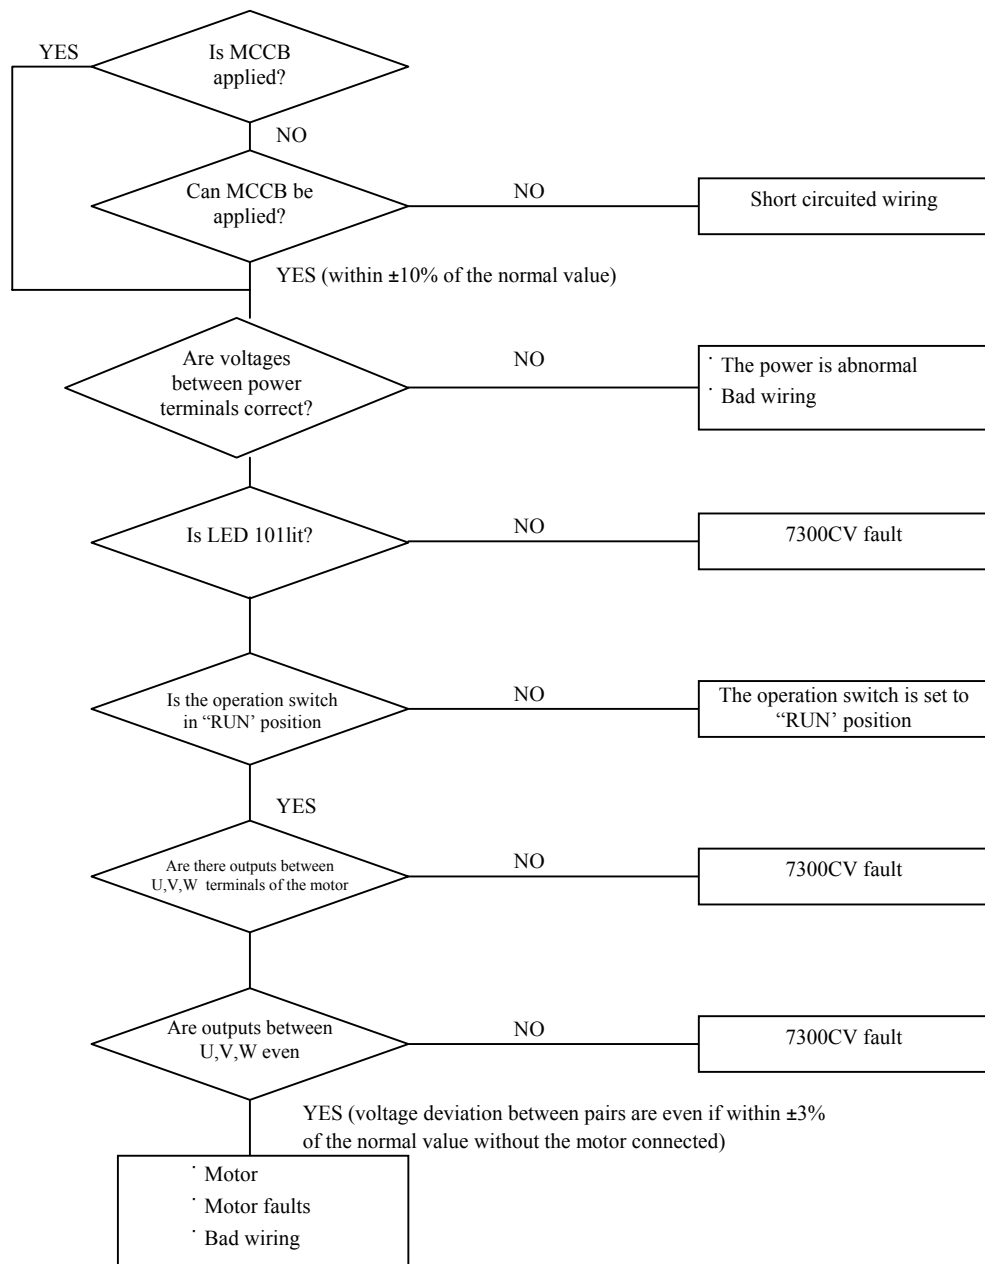 YES
Is MCCB
applied?
NO
Can MCCB be
applied?
NO
Short circuited wiring
YES (within ±10% of the normal value)
Are voltages
between power
terminals correct?
NO
˙ The power is abnormal
˙ Bad wiring
Is LED 101lit?
NO
7300CV fault
Is the operation switch
in “RUN’ position
NO
The operation switch is set to
“RUN’ position
YES
Are there outputs between
U,V,W terminals of the motor
NO
7300CV fault
Are outputs between
U,V,W even
NO
7300CV fault
YES (voltage deviation between pairs are even if within ±3%
of the normal value without the motor connected)
˙ Motor
˙ Motor faults
˙ Bad wiring